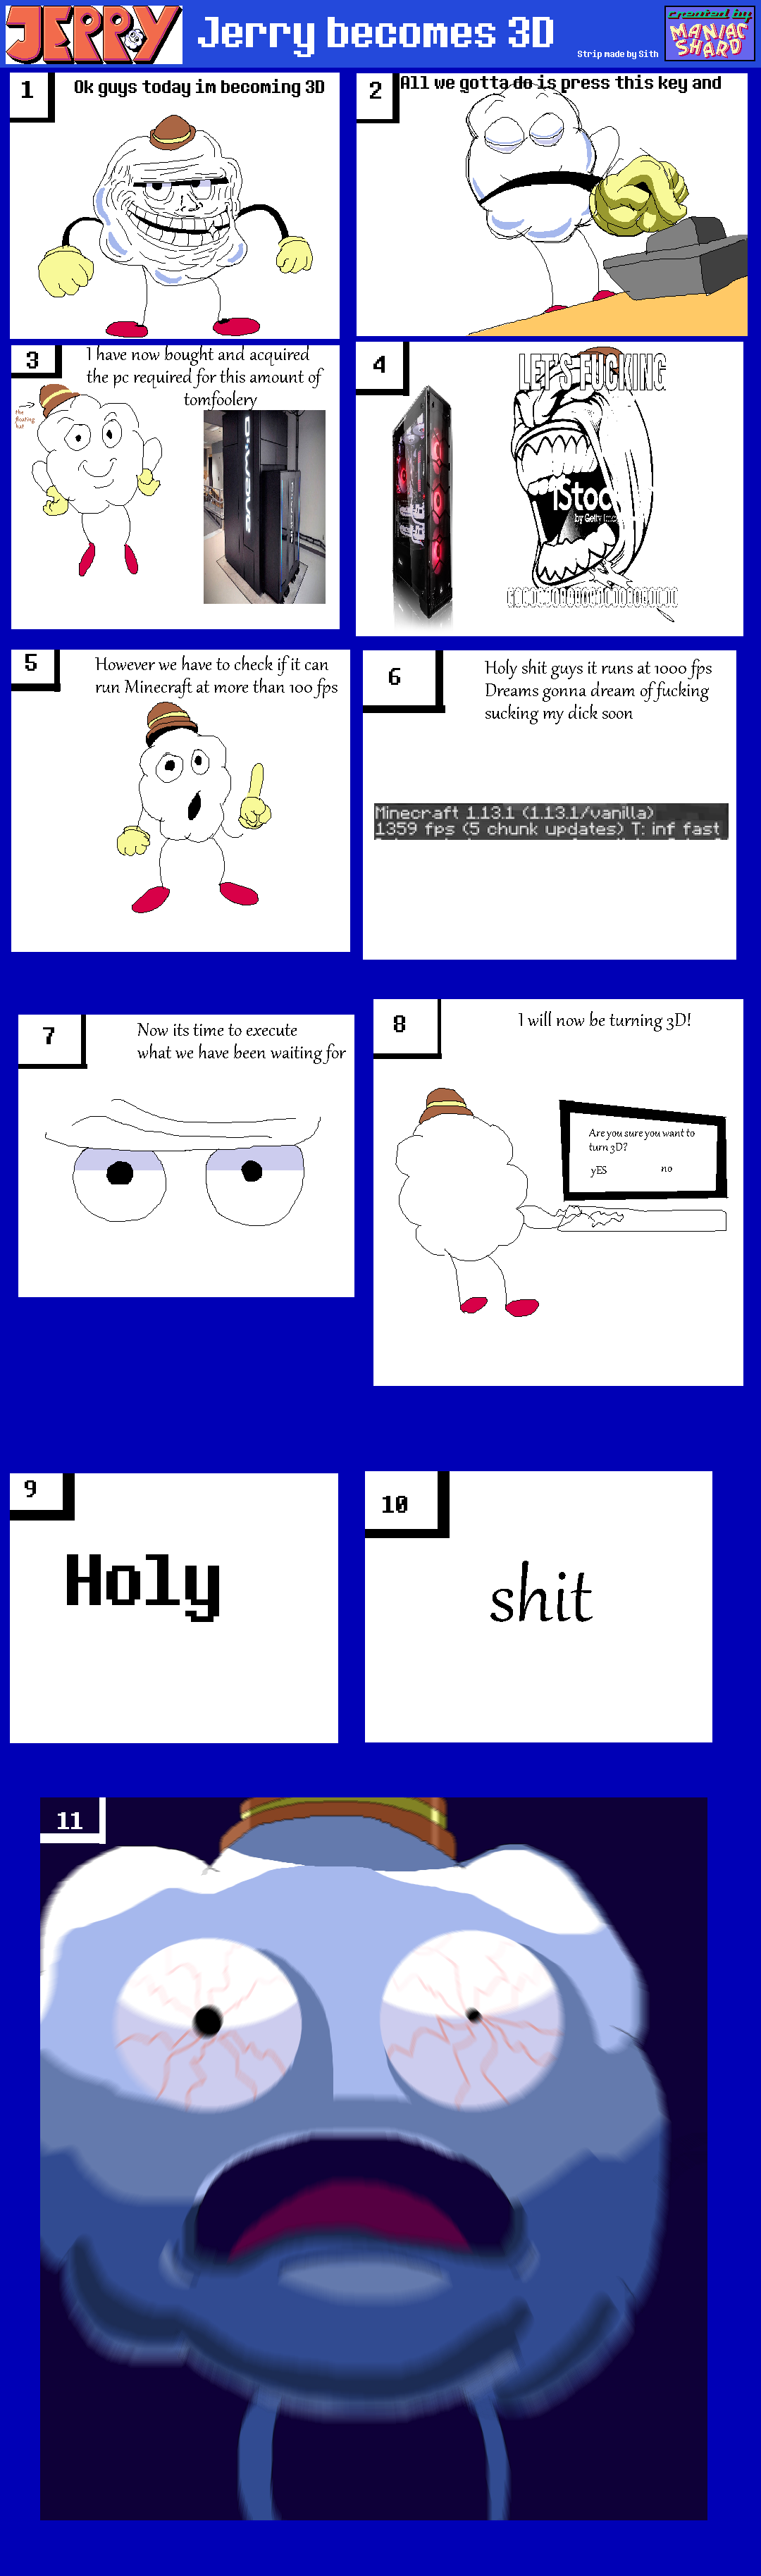 JERRY
Jerry becomes 3D
Strip made by Sith
created by
MANIAC
SHARD
1
Ok guys today im becoming 3D
2
All we gotta do is press this key and
3
I have now bought and acquired
the pc required for this amount of
tomfoolery
the
floating
hat
D:WAVE
4
LET'S FUCKING
iStock
by Getty Im
5
However we have to check if it can
run Minecraft at more than 100 fps
6
Holy shit guys it runs at 1000 fps
Dreams gonna dream of fucking
sucking my dick soon
Minecraft 1.13.1 (1.13.1/vanilla)
1359 fps (5 chunk updates) T: inf fast
7
Now its time to execute
what we have been waiting for
8
I will now be turning 3D!
Are you sure you want to
turn 3D?
yES no
9
Holy
10
shit
11